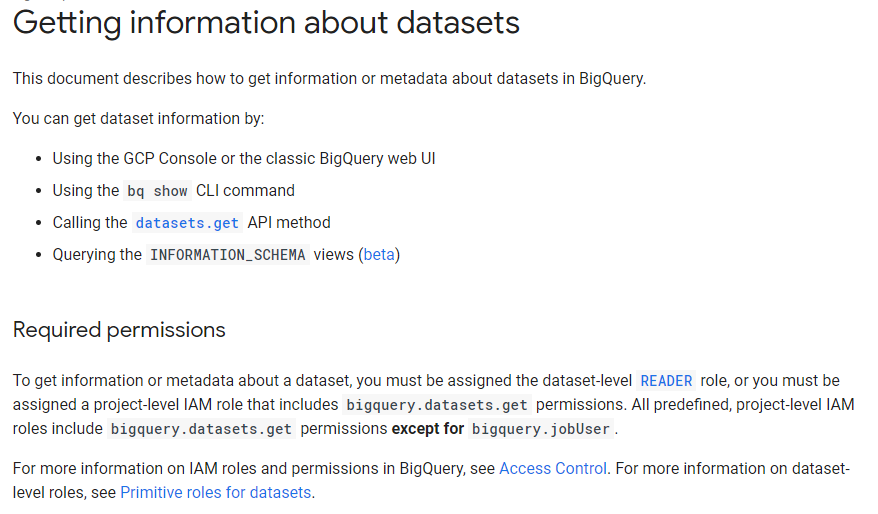 Getting information about datasets
This document describes how to get information or metadata about datasets in BigQuery.
You can get dataset information by:
• Using the GCP Console or the classic BigQuery web UI
• Using the bq show CLI command
• Calling the datasets.get API method
• Querying the INFORMATION_SCHEMA views (beta)
Required permissions
To get information or metadata about a dataset, you must be assigned the dataset-level READER role, or you must be
assigned a project-level IAM role that includes bigquery.datasets.get permissions. All predefined, project-level IAM
roles include bigquery.datasets.get permissions except for bigquery.jobUser.
For more information on IAM roles and permissions in BigQuery, see Access Control. For more information on dataset-
level roles, see Primitive roles for datasets.